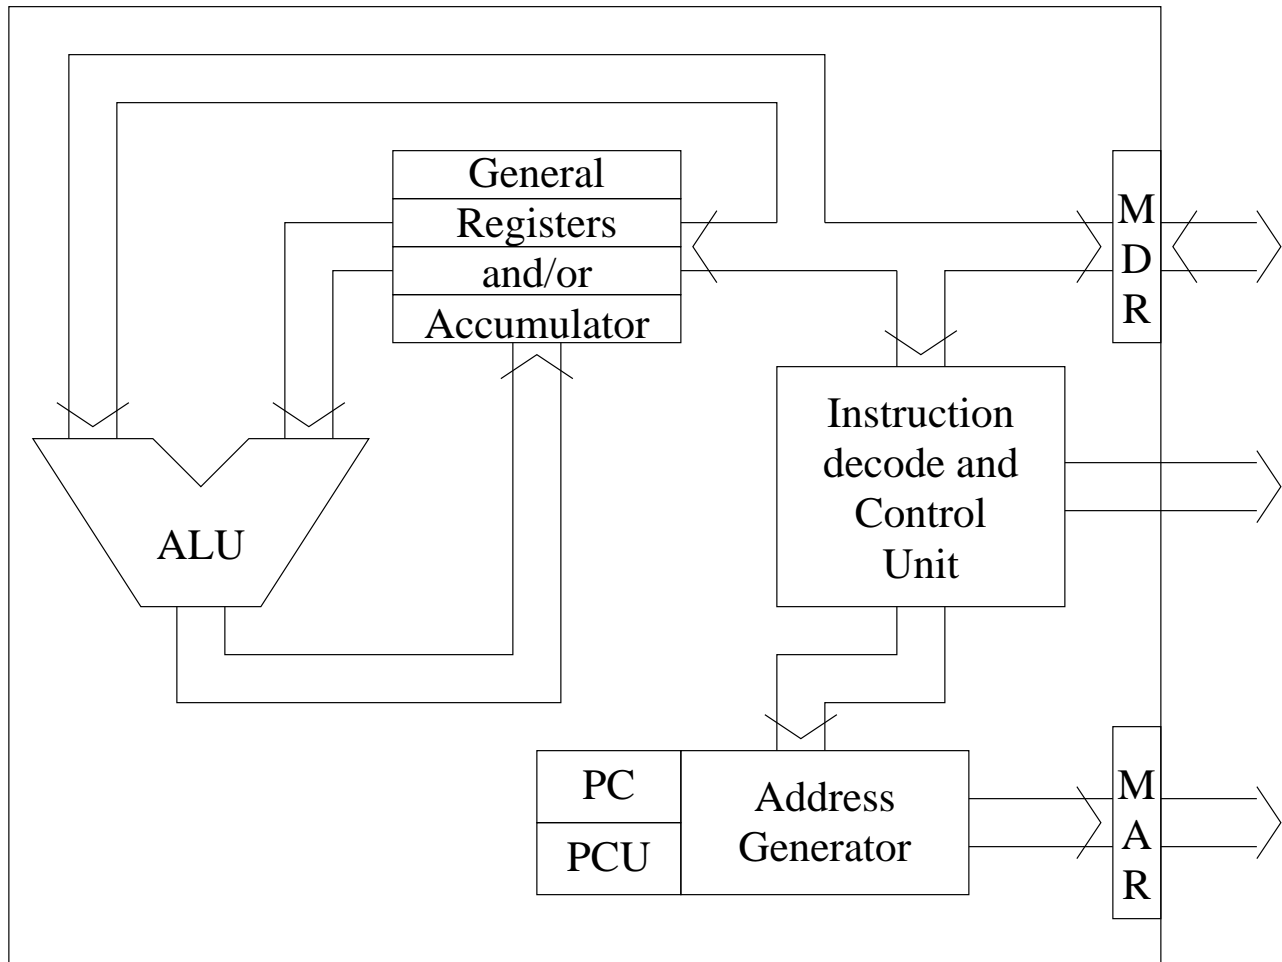 General
Registers
and/or
Accumulator
M
D
R
Instruction
decode and
Control
Unit
ALU
PC
PCU
Address
Generator
M
A
R